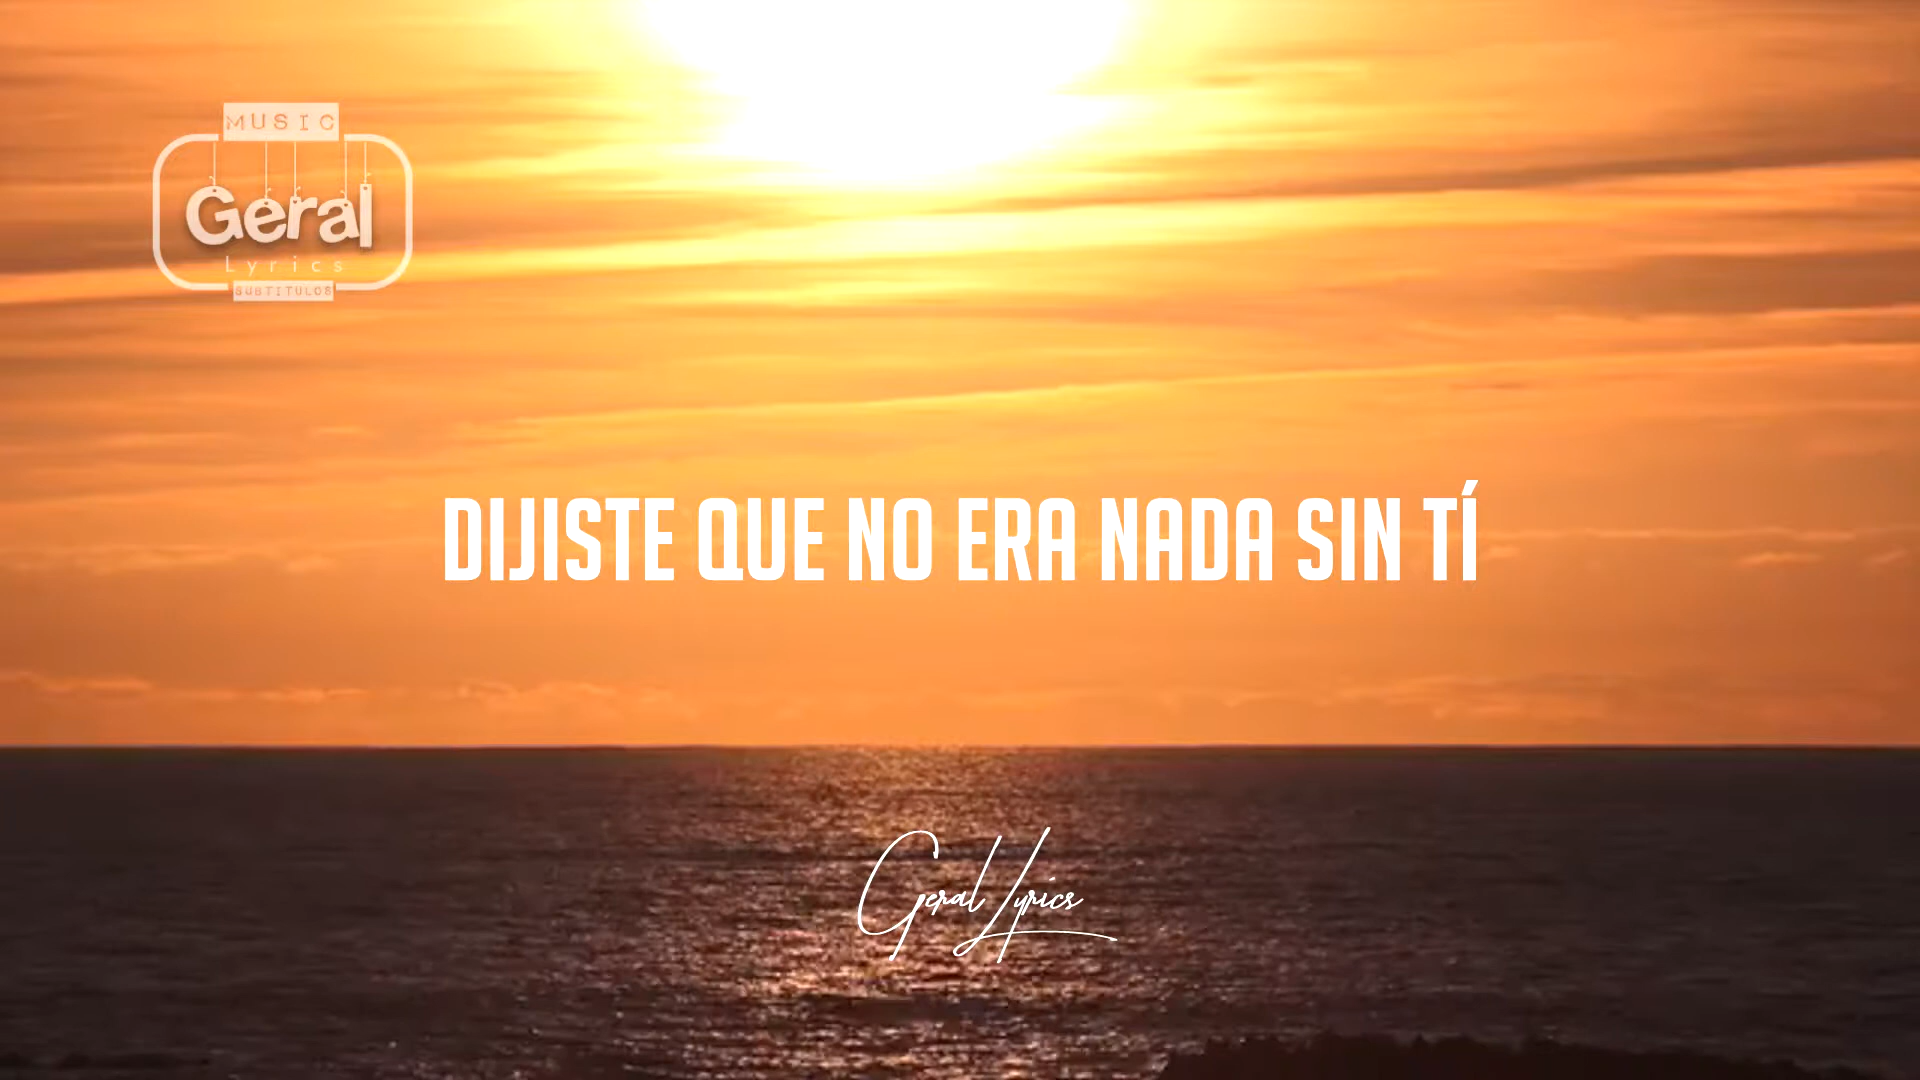 MUSIC
Geral
Lyrics
SUBTITULOS
DIJISTE QUE NO ERA NADA SIN TÍ
Geral Lyrics